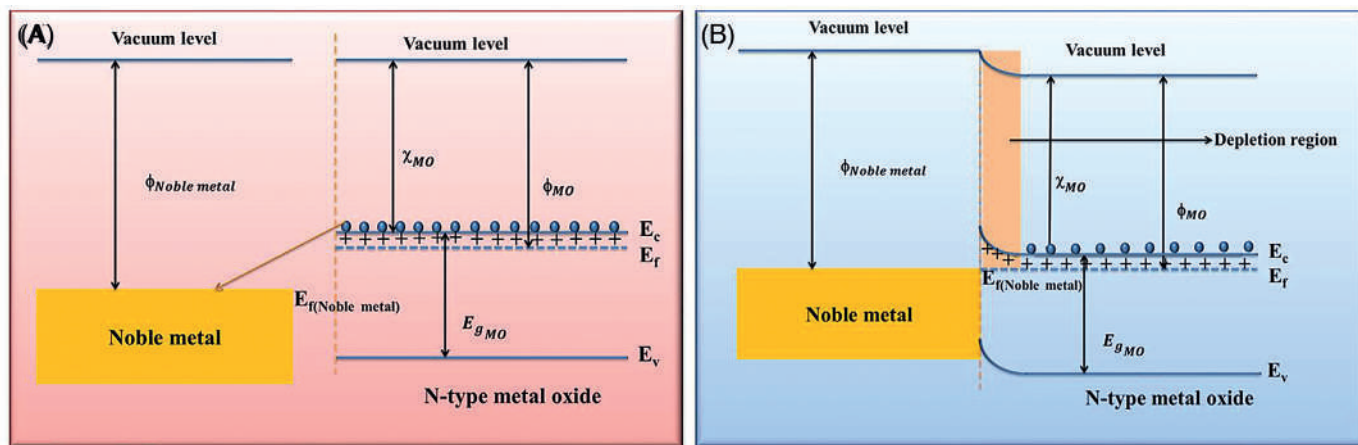 (A)
Vacuum level
Vacuum level
ϕNoble metal
χMO
ϕMO
Ec
Ef
Ef(Noble metal)
Noble metal
EgMO
Ev
N-type metal oxide
(B)
Vacuum level
Vacuum level
Depletion region
ϕNoble metal
χMO
ϕMO
Ec
Ef
Ef(Noble metal)
Noble metal
EgMO
Ev
N-type metal oxide